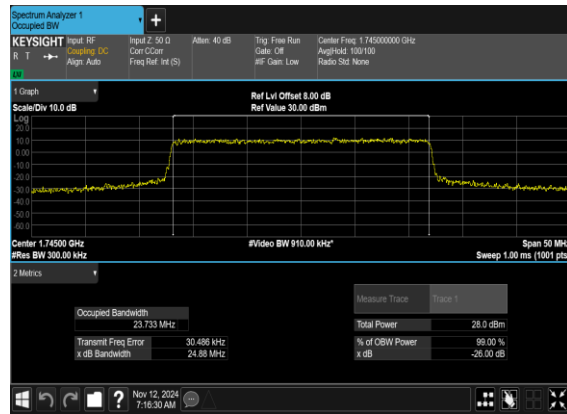 Spectrum Analyzer 1
Occupied BW
KEYSIGHT Input: RF Input Z: 50 Ω Atten: 40 dB Trig: Free Run Center Freq: 1.745000000 GHz
R T Coupling: DC Corr CCorr Gate: Off Avg|Hold: 100/100
Align: Auto Freq Ref: Int (S) #IF Gain: Low Radio Std: None
LW
1 Graph
Ref Lvl Offset 8.00 dB
Scale/Div 10.0 dB Ref Value 30.00 dBm
Log
20.0
10.0
0.00
-10.0
-20.0
-30.0
-40.0
-50.0
-60.0
Center 1.74500 GHz #Video BW 910.00 kHz* Span 50 MHz
#Res BW 300.00 kHz Sweep 1.00 ms (1001 pts
2 Metrics
Measure Trace Trace 1
Occupied Bandwidth
23.733 MHz Total Power 28.0 dBm
Transmit Freq Error 30.486 kHz % of OBW Power 99.00 %
x dB Bandwidth 24.88 MHz x dB -26.00 dB
Nov 12, 2024
7:16:30 AM